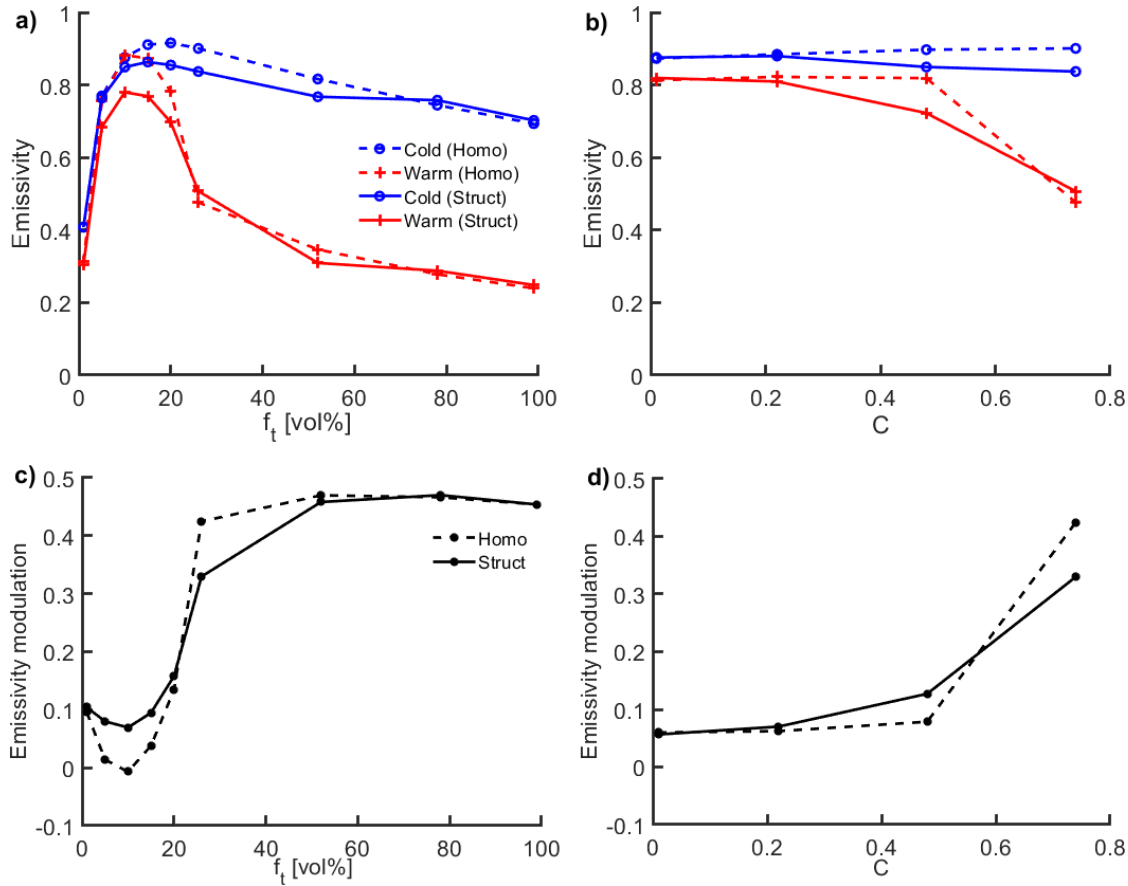 a)
1
0.8
0.6
0.4
0.2
0
Emissivity
Cold (Homo)
Warm (Homo)
Cold (Struct)
Warm (Struct)
0 20 40 60 80 100
f_t [vol%]
b)
1
0.8
0.6
0.4
0.2
0
Emissivity
0 0.2 0.4 0.6 0.8
C
c)
0.5
0.4
0.3
0.2
0.1
0
-0.1
Emissivity modulation
Homo
Struct
0 20 40 60 80 100
f_t [vol%]
d)
0.5
0.4
0.3
0.2
0.1
0
-0.1
Emissivity modulation
0 0.2 0.4 0.6 0.8
C